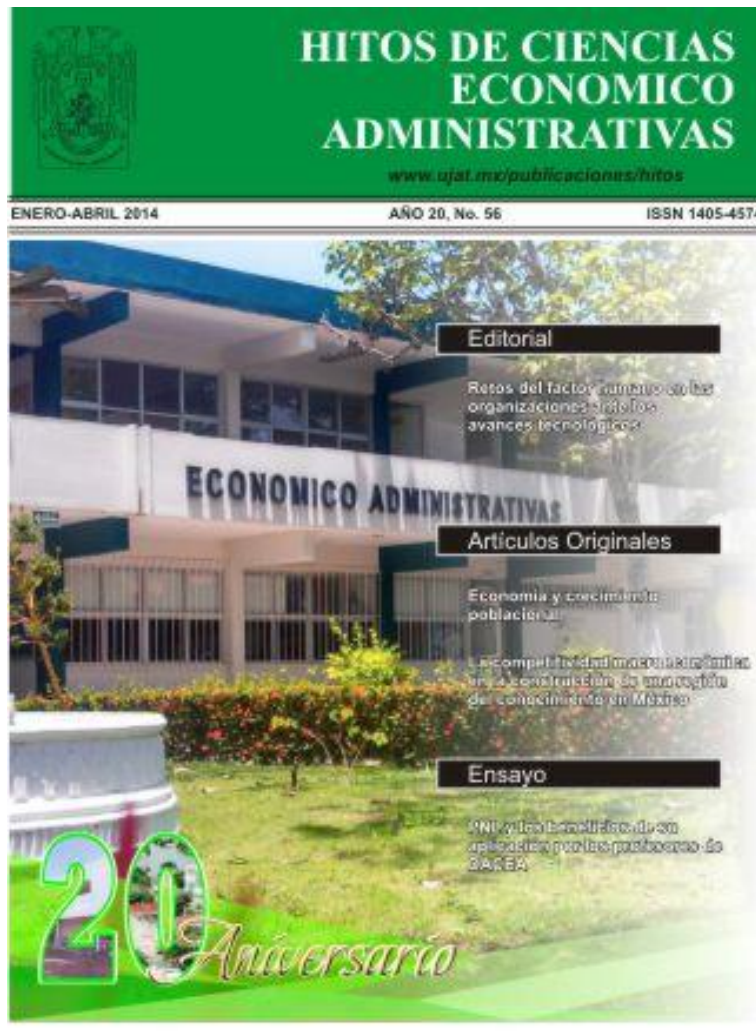 HITOS DE CIENCIAS
ECONOMICO
ADMINISTRATIVAS
www.ujat.mx/publicaciones/hitos
ENERO-ABRIL 2014
AÑO 20, No. 56
ISSN 1405-457
Editorial
Retos del factor humano en las
organizaciones ante los
avances tecnológicos
ECONOMICO ADMINISTRATIVAS
Artículos Originales
Economía y crecimiento
poblacional
La competitividad macroeconómica
en la construcción de una región
del conocimiento en México
Ensayo
PNL y los beneficios de su
aplicación por los profesores de
DACEA
20
Aniversario